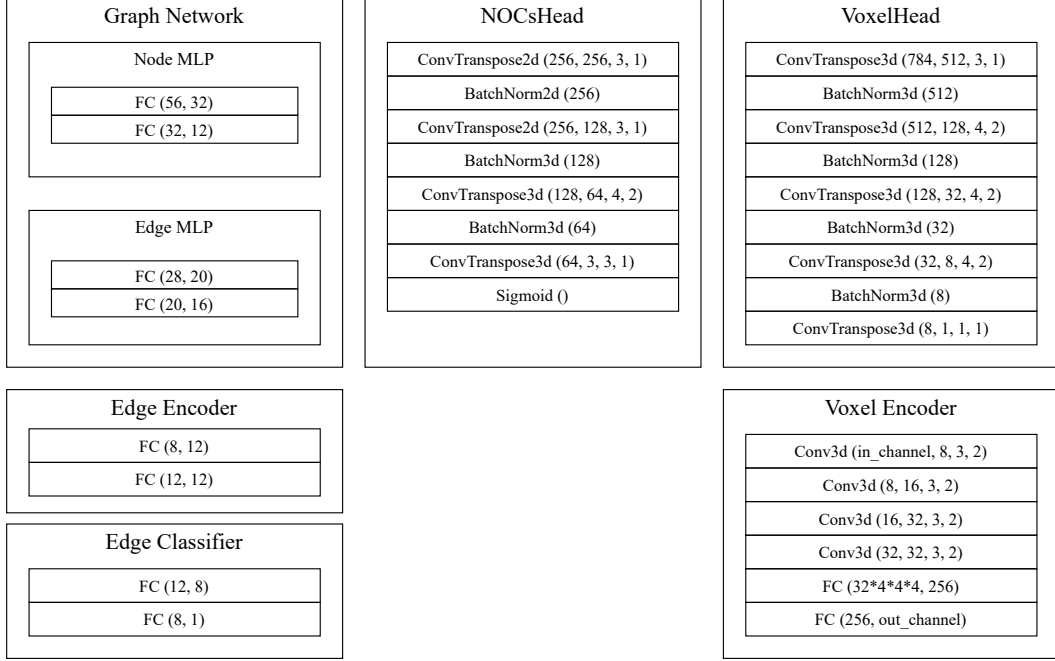 Graph Network
Node MLP
FC (56, 32)
FC (32, 12)
Edge MLP
FC (28, 20)
FC (20, 16)
NOCsHead
ConvTranspose2d (256, 256, 3, 1)
BatchNorm2d (256)
ConvTranspose2d (256, 128, 3, 1)
BatchNorm3d (128)
ConvTranspose3d (128, 64, 4, 2)
BatchNorm3d (64)
ConvTranspose3d (64, 3, 3, 1)
Sigmoid ()
VoxelHead
ConvTranspose3d (784, 512, 3, 1)
BatchNorm3d (512)
ConvTranspose3d (512, 128, 4, 2)
BatchNorm3d (128)
ConvTranspose3d (128, 32, 4, 2)
BatchNorm3d (32)
ConvTranspose3d (32, 8, 4, 2)
BatchNorm3d (8)
ConvTranspose3d (8, 1, 1, 1)
Edge Encoder
FC (8, 12)
FC (12, 12)
Edge Classifier
FC (12, 8)
FC (8, 1)
Voxel Encoder
Conv3d (in_channel, 8, 3, 2)
Conv3d (8, 16, 3, 2)
Conv3d (16, 32, 3, 2)
Conv3d (32, 32, 3, 2)
FC (32*4*4*4, 256)
FC (256, out_channel)